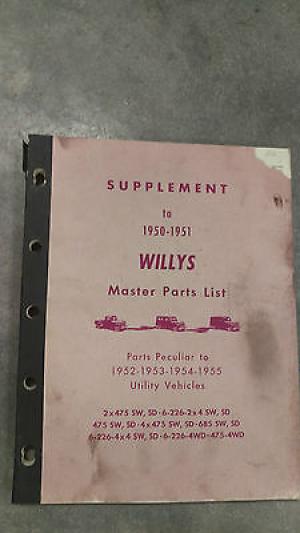 SUPPLEMENT
to
1950-1951
WILLYS
Master Parts List
Parts Peculiar to
1952-1953-1954-1955
Utility Vehicles
2x475 SW, SD-6-226-2x4 SW, SD
475 SW, SD-4x475 SW, SD-685 SW, SD
6-226-4x4 SW, SD-6-226-4WD-475-4WD